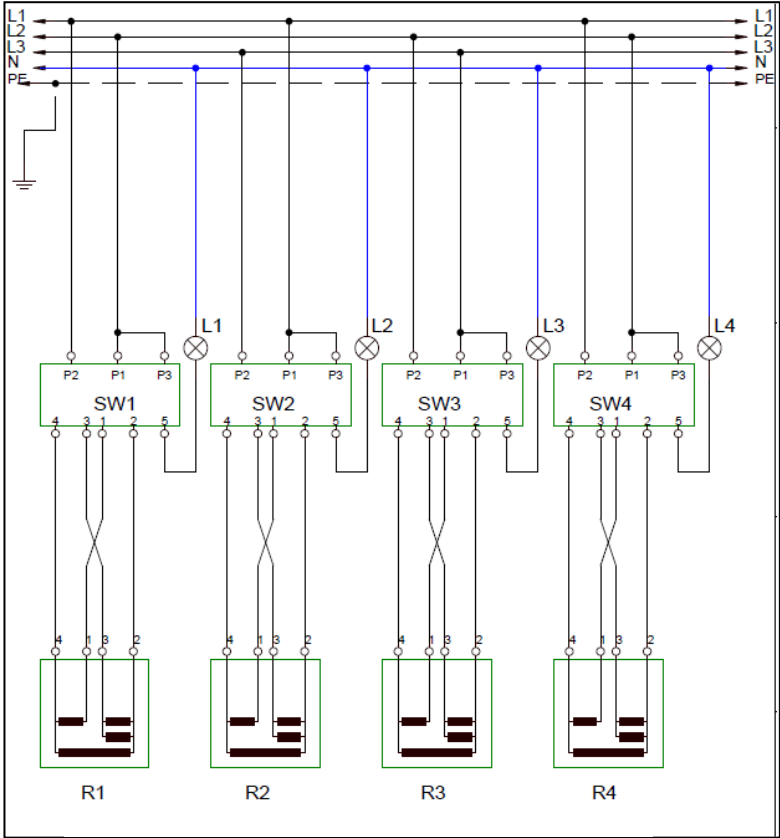 L1 L1
L2 L2
L3 L3
N N
PE PE
L1 L2 L3 L4
P2 P1 P3 P2 P1 P3 P2 P1 P3 P2 P1 P3
SW1 SW2 SW3 SW4
4 3 1 2 5 4 3 1 2 5 4 3 1 2 5 4 3 1 2 5
4 1 3 2 4 1 3 2 4 1 3 2 4 1 3 2
R1 R2 R3 R4